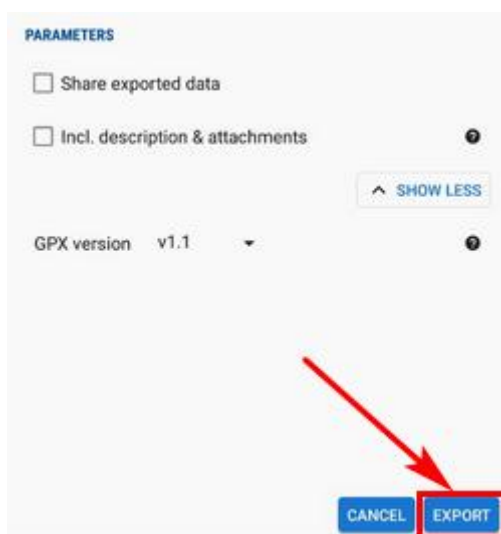 PARAMETERS
Share exported data
Incl. description & attachments
SHOW LESS
GPX version v1.1
CANCEL EXPORT